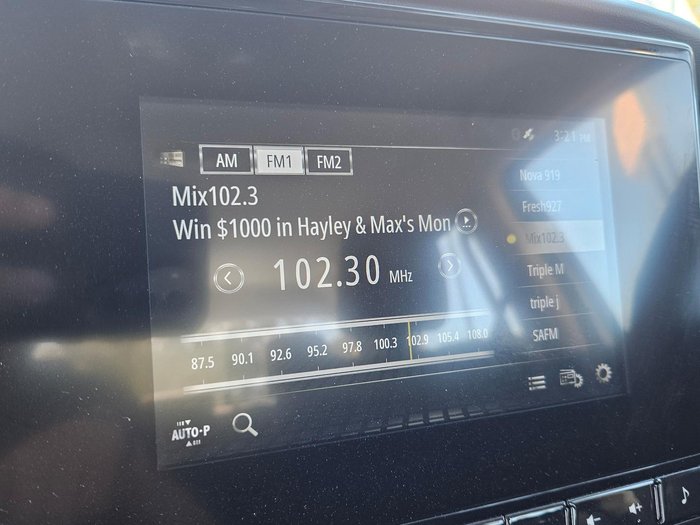 3:21 PM
AM FM1 FM2
Mix102.3
Win $1000 in Hayley & Max's Mon
102.30 MHz
87.5 90.1 92.6 95.2 97.8 100.3 102.9 105.4 108.0
Nova 919
Fresh927
Mix102.3
Triple M
triple j
SAFM
AUTO-P